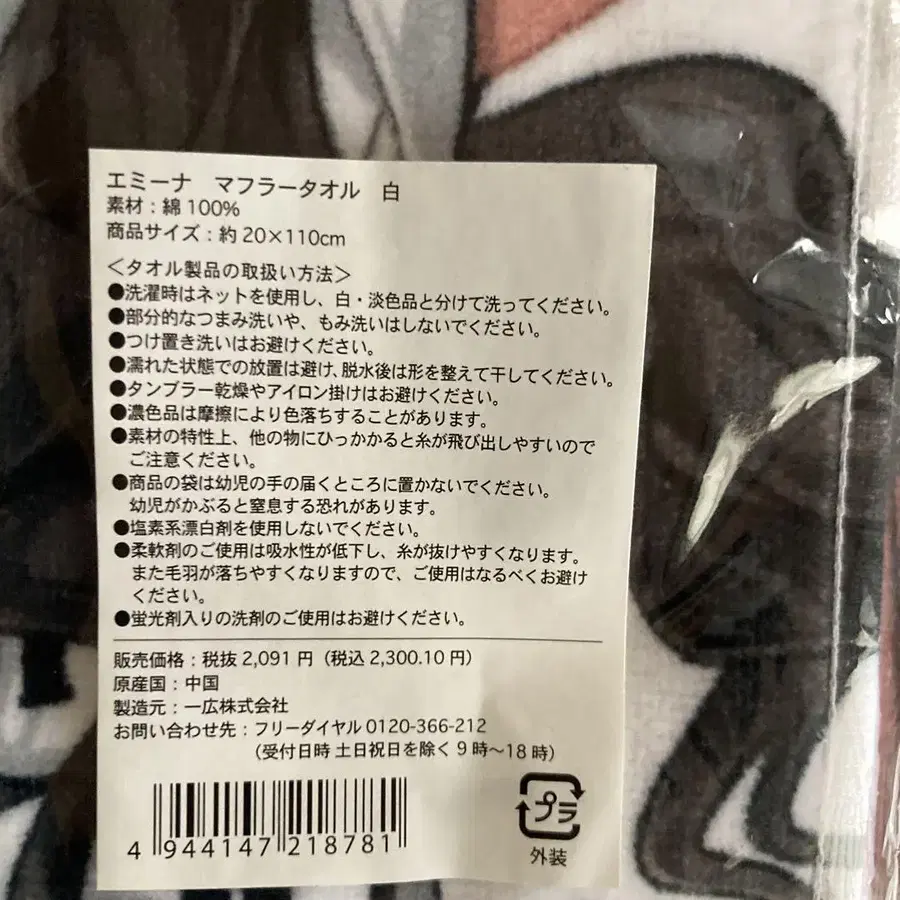 エミーナ　マフラータオル　白
素材：綿100%
商品サイズ：約20×110cm
＜タオル製品の取扱い方法＞
●洗濯時はネットを使用し、白・淡色品と分けて洗ってください。
●部分的なつまみ洗いや、もみ洗いはしないでください。
●つけ置き洗いはお避けください。
●濡れた状態での放置は避け、脱水後は形を整えて干してください。
●タンブラー乾燥やアイロン掛けはお避けください。
●濃色品は摩擦により色落ちすることがあります。
●素材の特性上、他の物にひっかかると糸が飛び出しやすいので
ご注意ください。
●商品の袋は幼児の手の届くところに置かないでください。
幼児がかぶると窒息する恐れがあります。
●塩素系漂白剤を使用しないでください。
●柔軟剤のご使用は吸水性が低下し、糸が抜けやすくなります。
また毛羽が落ちやすくなりますので、ご使用はなるべくお避け
ください。
●蛍光剤入りの洗剤のご使用はお避けください。
販売価格：税抜2,091円（税込2,300.10円）
原産国：中国
製造元：一広株式会社
お問い合わせ先：フリーダイヤル0120-366-212
（受付日時 土日祝日を除く9時～18時）
4 944147 218781
プラ
外装